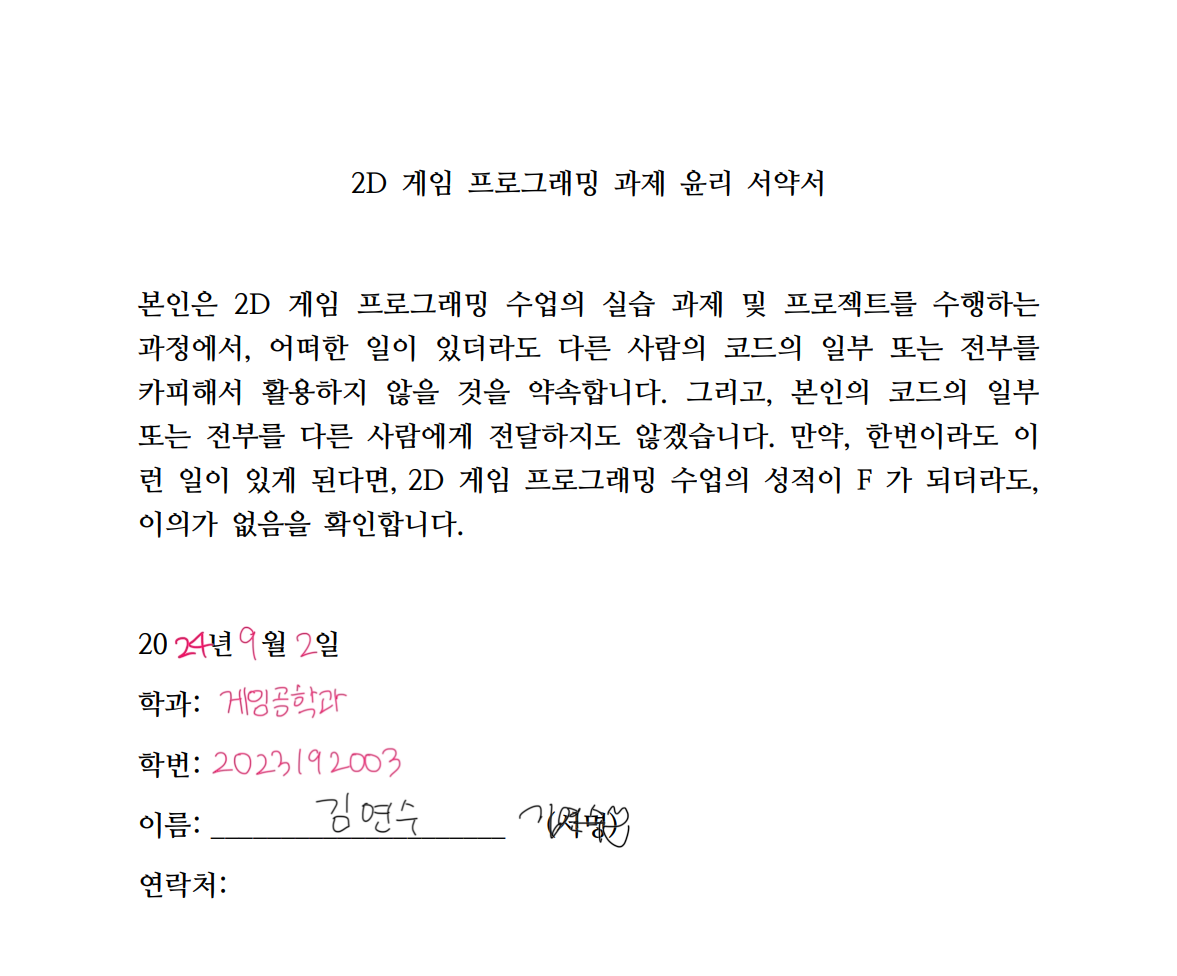 2D 게임 프로그래밍 과제 윤리 서약서
본인은 2D 게임 프로그래밍 수업의 실습 과제 및 프로젝트를 수행하는
과정에서, 어떠한 일이 있더라도 다른 사람의 코드의 일부 또는 전부를
카피해서 활용하지 않을 것을 약속합니다. 그리고, 본인의 코드의 일부
또는 전부를 다른 사람에게 전달하지도 않겠습니다. 만약, 한번이라도 이
런 일이 있게 된다면, 2D 게임 프로그래밍 수업의 성적이 F 가 되더라도,
이의가 없음을 확인합니다.
2024년 9월 2일
학과: 게임공학과
학번: 2023192003
이름: 김연수 (서명)
연락처: